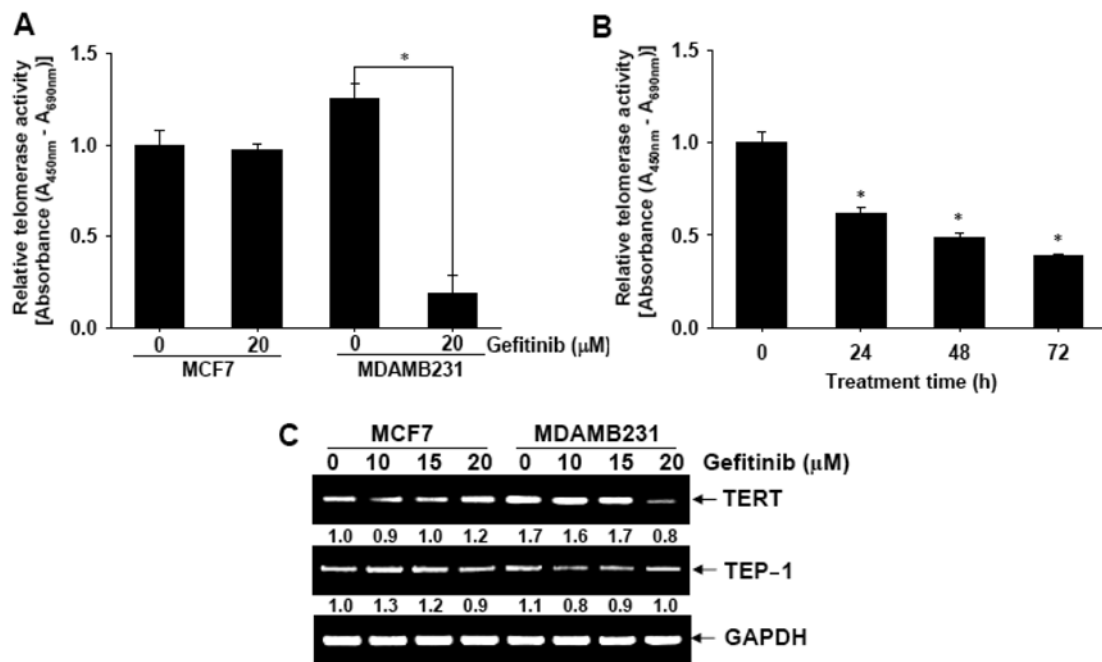 A
Relative telomerase activity
[Absorbance (A450nm - A690nm)]
1.5
1.0
0.5
0.0
*
0 20 0 20 Gefitinib (μM)
MCF7 MDAMB231
B
Relative telomerase activity
[Absorbance (A450nm - A690nm)]
1.5
1.0
0.5
0.0
* * *
0 24 48 72
Treatment time (h)
C
MCF7 MDAMB231
0 10 15 20 0 10 15 20 Gefitinib (μM)
TERT
1.0 0.9 1.0 1.2 1.7 1.6 1.7 0.8
TEP-1
1.0 1.3 1.2 0.9 1.1 0.8 0.9 1.0
GAPDH